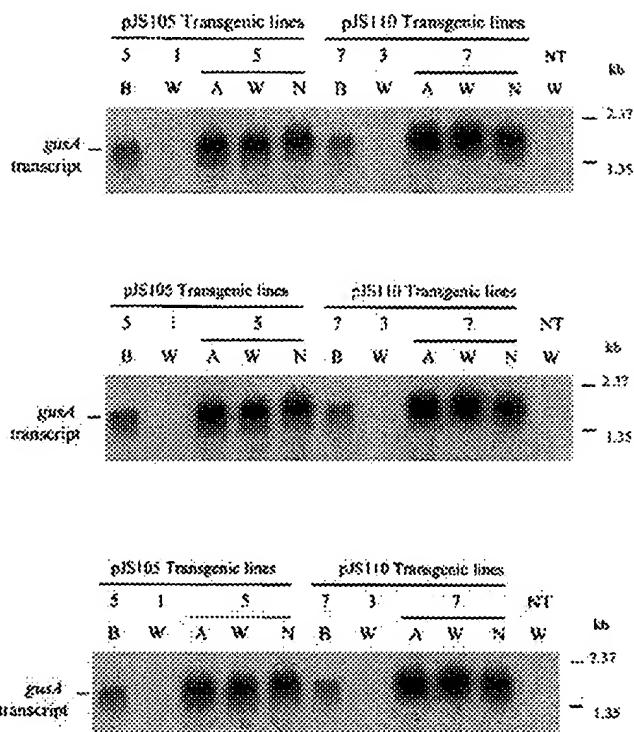 pJS105 Transgenic lines pJS110 Transgenic lines
5 1 5 7 3 7 NT
B W A W N B W A W N W kb
gusA transcript
2.37
1.35
pJS105 Transgenic lines pJS110 Transgenic lines
5 1 5 7 3 7 NT
B W A W N B W A W N W kb
gusA transcript
2.37
1.35
pJS105 Transgenic lines pJS110 Transgenic lines
5 1 5 7 3 7 NT
B W A W N B W A W N W kb
gusA transcript
2.37
1.35